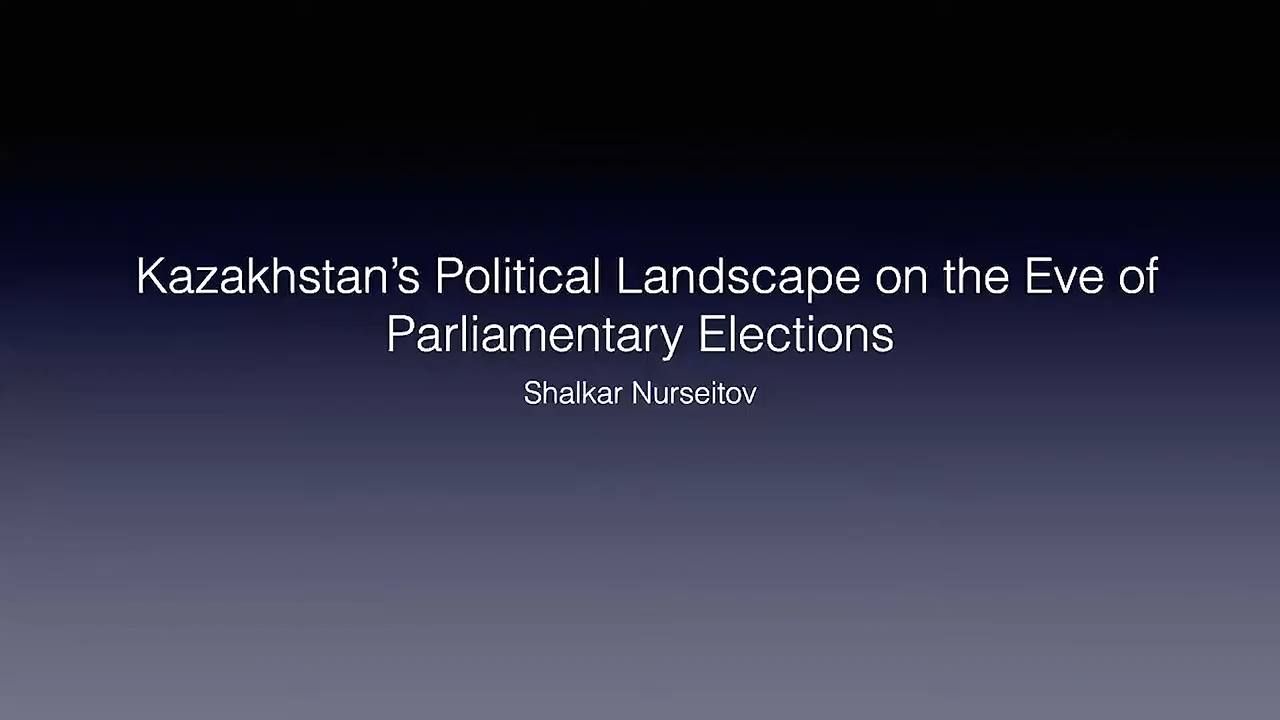 Kazakhstan’s Political Landscape on the Eve of
Parliamentary Elections
Shalkar Nurseitov